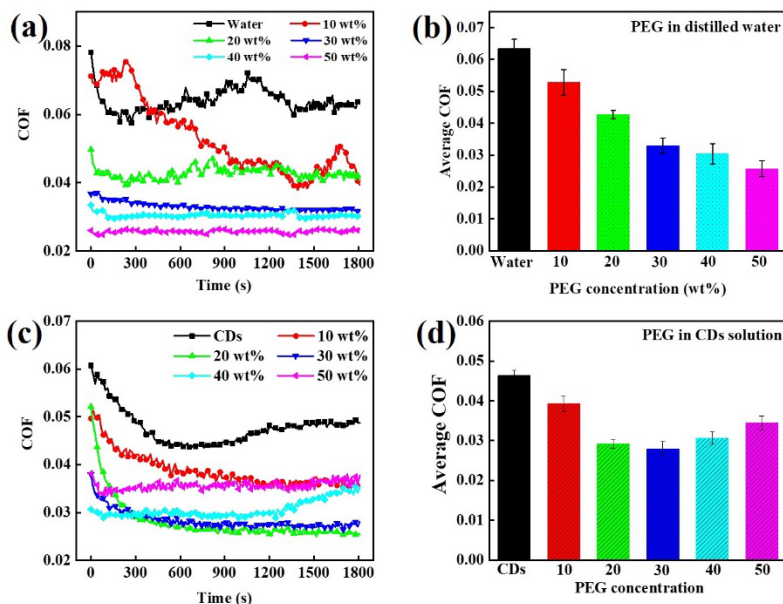 (a)
Water
10 wt%
20 wt%
30 wt%
40 wt%
50 wt%
0.08
0.06
0.04
0.02
COF
0
300
600
900
1200
1500
1800
Time (s)
(b)
PEG in distilled water
0.07
0.06
0.05
0.04
0.03
0.02
0.01
0.00
Average COF
Water
10
20
30
40
50
PEG concentration (wt%)
(c)
CDs
10 wt%
20 wt%
30 wt%
40 wt%
50 wt%
0.07
0.06
0.05
0.04
0.03
0.02
COF
0
300
600
900
1200
1500
1800
Time (s)
(d)
PEG in CDs solution
0.06
0.05
0.04
0.03
0.02
0.01
0.00
Average COF
CDs
10
20
30
40
50
PEG concentration